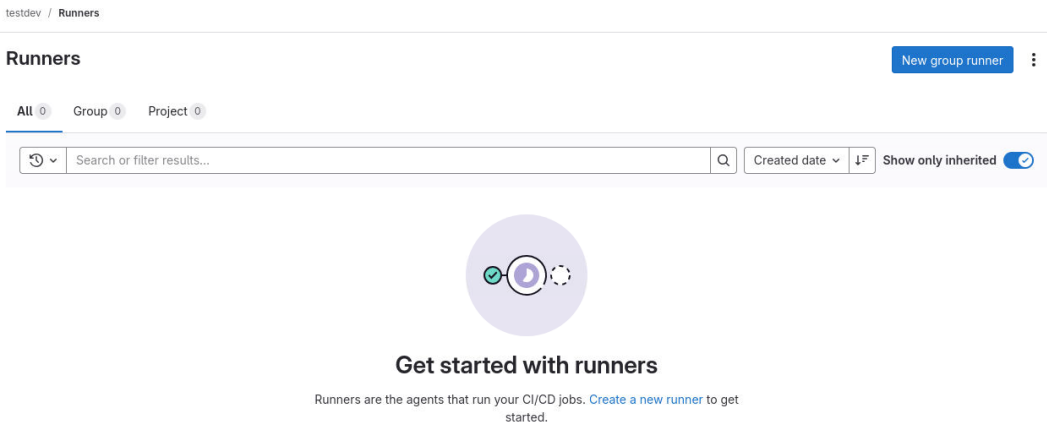 testdev / Runners
Runners
New group runner
All 0 Group 0 Project 0
Search or filter results...
Created date
Show only inherited
Get started with runners
Runners are the agents that run your CI/CD jobs. Create a new runner to get
started.